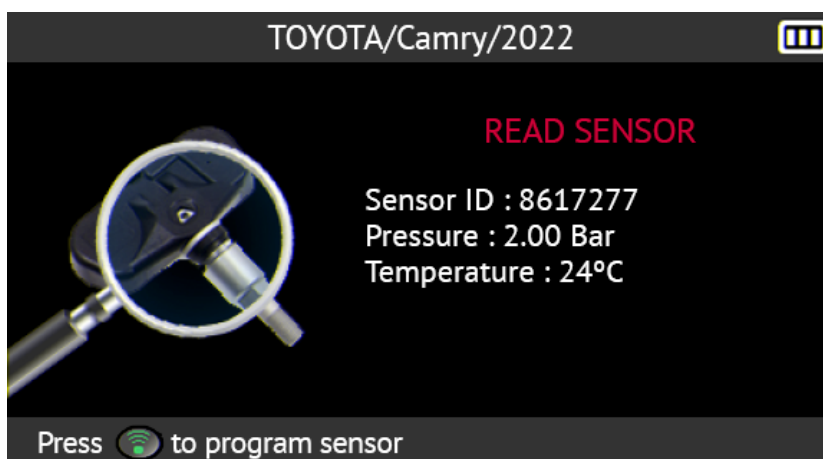 TOYOTA/Camry/2022
READ SENSOR
Sensor ID : 8617277
Pressure : 2.00 Bar
Temperature : 24ºC
Press to program sensor